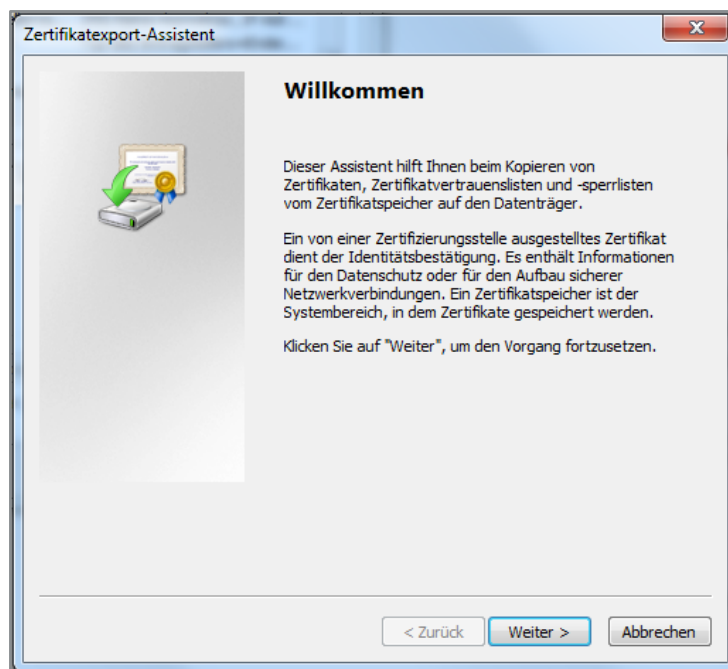 Zertifikatexport-Assistent
Willkommen
Dieser Assistent hilft Ihnen beim Kopieren von
Zertifikaten, Zertifikatvertrauenslisten und -sperrlisten
vom Zertifikatspeicher auf den Datenträger.
Ein von einer Zertifizierungsstelle ausgestelltes Zertifikat
dient der Identitätsbestätigung. Es enthält Informationen
für den Datenschutz oder für den Aufbau sicherer
Netzwerkverbindungen. Ein Zertifikatspeicher ist der
Systembereich, in dem Zertifikate gespeichert werden.
Klicken Sie auf "Weiter", um den Vorgang fortzusetzen.
< Zurück Weiter > Abbrechen